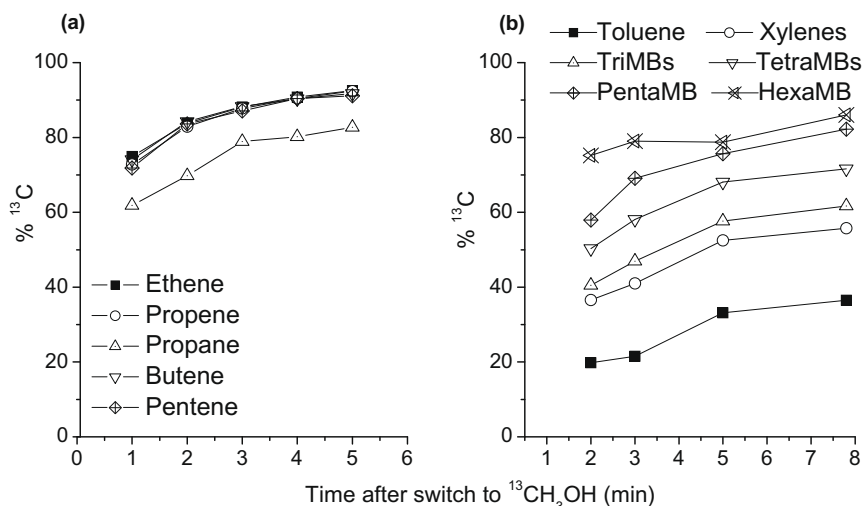 (a)
100
80
60
40
20
0
% ¹³C
Ethene
Propene
Propane
Butene
Pentene
0 1 2 3 4 5 6
(b)
Toluene Xylenes
TriMBs TetraMBs
PentaMB HexaMB
100
80
60
40
20
0
% ¹³C
1 2 3 4 5 6 7 8
Time after switch to ¹³CH₃OH (min)